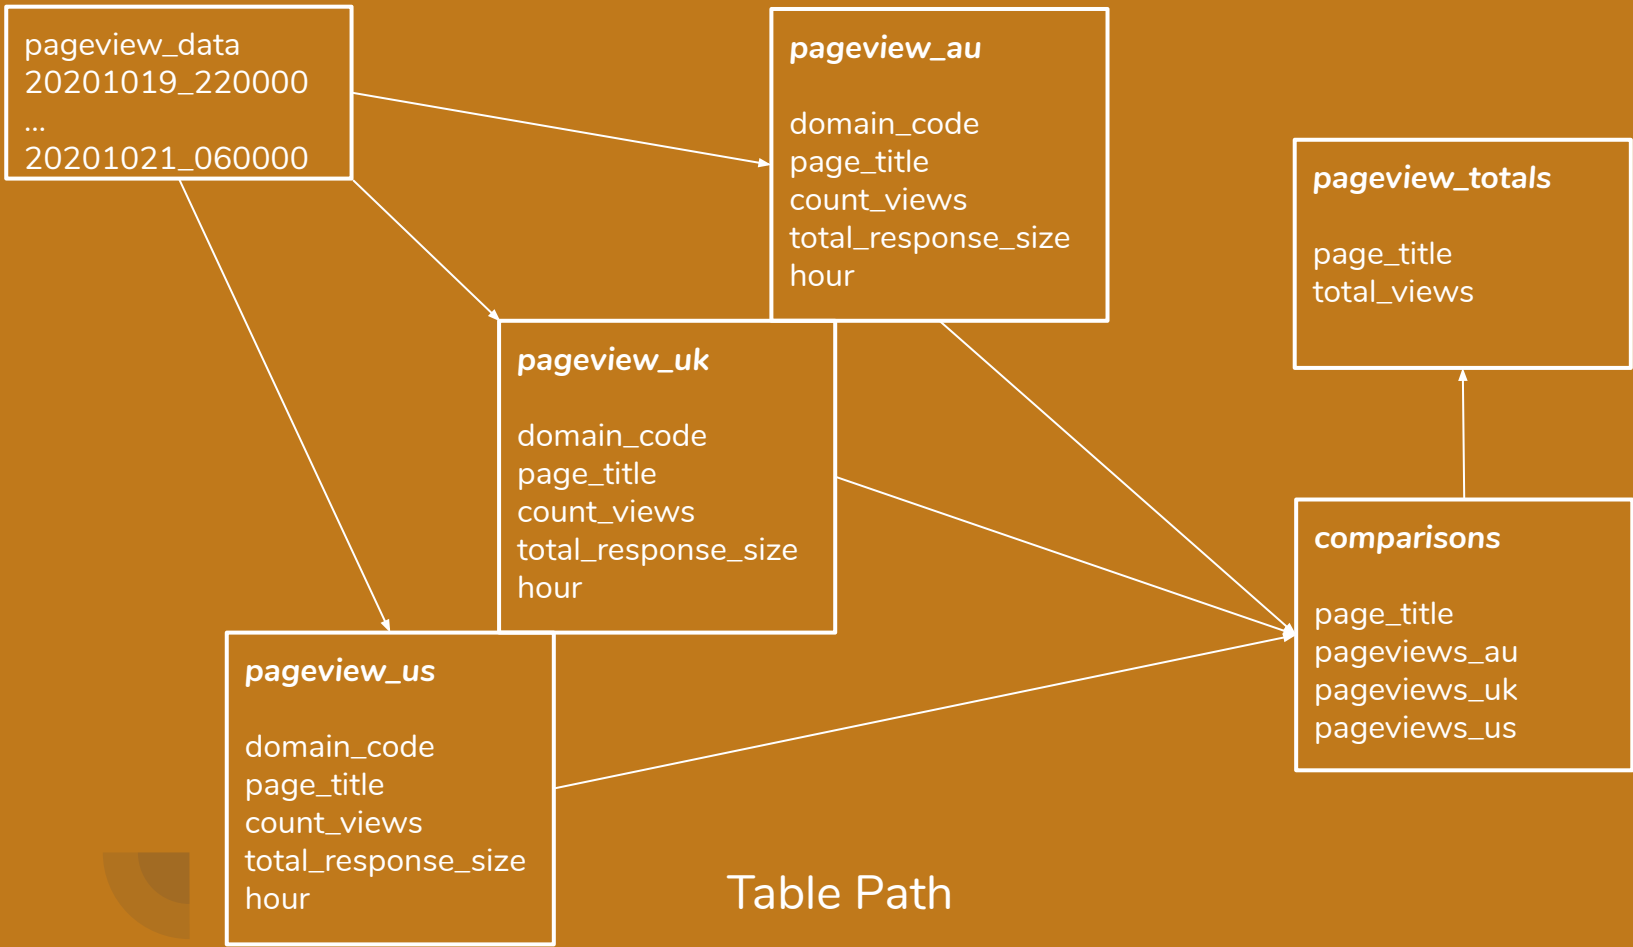 pageview_data
20201019_220000
...
20201021_060000
pageview_au
domain_code
page_title
count_views
total_response_size
hour
pageview_uk
domain_code
page_title
count_views
total_response_size
hour
pageview_us
domain_code
page_title
count_views
total_response_size
hour
pageview_totals
page_title
total_views
comparisons
page_title
pageviews_au
pageviews_uk
pageviews_us
Table Path